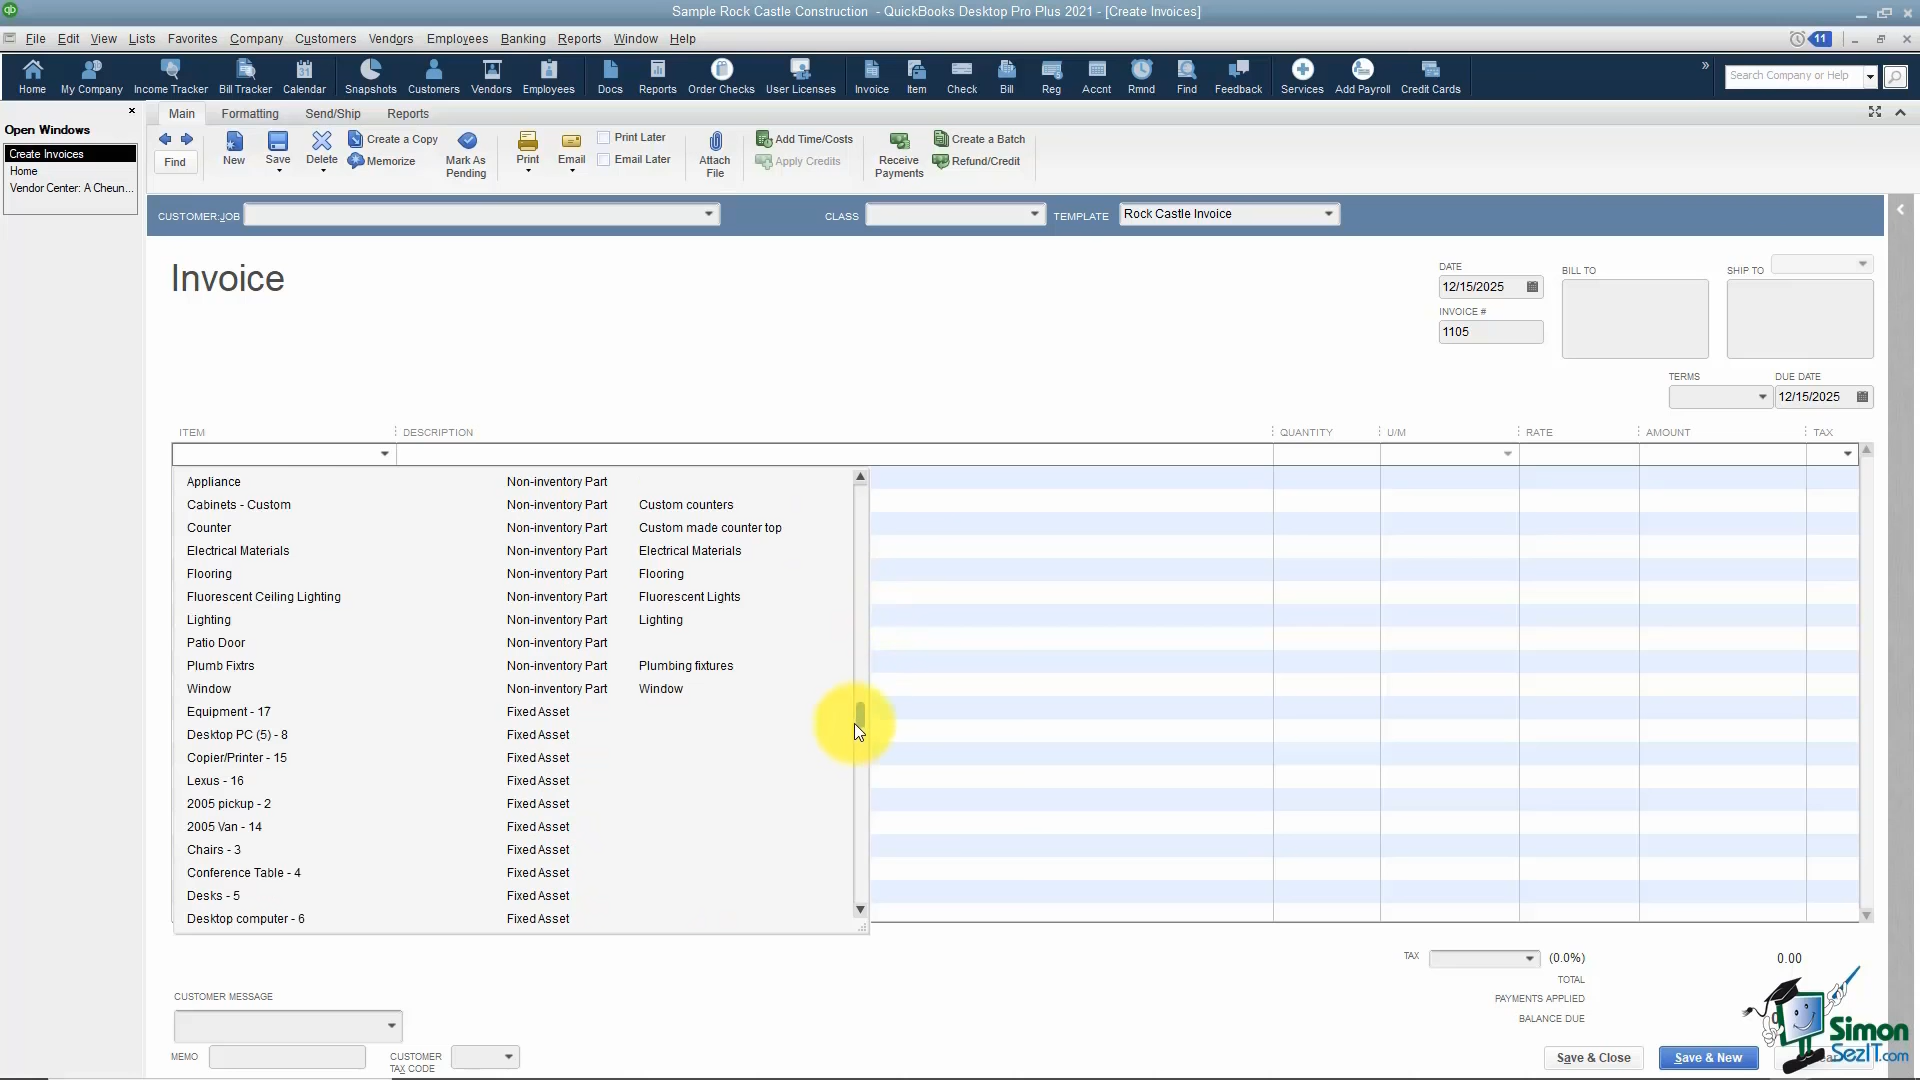 Sample Rock Castle Construction - QuickBooks Desktop Pro Plus 2021 - [Create Invoices]
File Edit View Lists Favorites Company Customers Vendors Employees Banking Reports Window Help
11
Home My Company Income Tracker Bill Tracker Calendar Snapshots Customers Vendors Employees Docs Reports Order Checks User Licenses Invoice Item Check Bill Reg Accnt Rmnd Find Feedback Services Add Payroll Credit Cards
Search Company or Help
Open Windows
Create Invoices
Home
Vendor Center: A Cheun...
Main Formatting Send/Ship Reports
Find New Save Delete Create a Copy Memorize Mark As Pending Print Email Print Later Email Later Attach File Add Time/Costs Apply Credits Receive Payments Create a Batch Refund/Credit
CUSTOMER:JOB CLASS TEMPLATE Rock Castle Invoice
Invoice
DATE
12/15/2025
INVOICE #
1105
BILL TO
SHIP TO
TERMS
DUE DATE
12/15/2025
ITEM DESCRIPTION QUANTITY U/M RATE AMOUNT TAX
Appliance Non-inventory Part
Cabinets - Custom Non-inventory Part Custom counters
Counter Non-inventory Part Custom made counter top
Electrical Materials Non-inventory Part Electrical Materials
Flooring Non-inventory Part Flooring
Fluorescent Ceiling Lighting Non-inventory Part Fluorescent Lights
Lighting Non-inventory Part Lighting
Patio Door Non-inventory Part
Plumb Fixtrs Non-inventory Part Plumbing fixtures
Window Non-inventory Part Window
Equipment - 17 Fixed Asset
Desktop PC (5) - 8 Fixed Asset
Copier/Printer - 15 Fixed Asset
Lexus - 16 Fixed Asset
2005 pickup - 2 Fixed Asset
2005 Van - 14 Fixed Asset
Chairs - 3 Fixed Asset
Conference Table - 4 Fixed Asset
Desks - 5 Fixed Asset
Desktop computer - 6 Fixed Asset
TAX (0.0%) 0.00
TOTAL
PAYMENTS APPLIED
BALANCE DUE
CUSTOMER MESSAGE
MEMO
CUSTOMER TAX CODE
Save & Close Save & New
Simon
SezIT.com